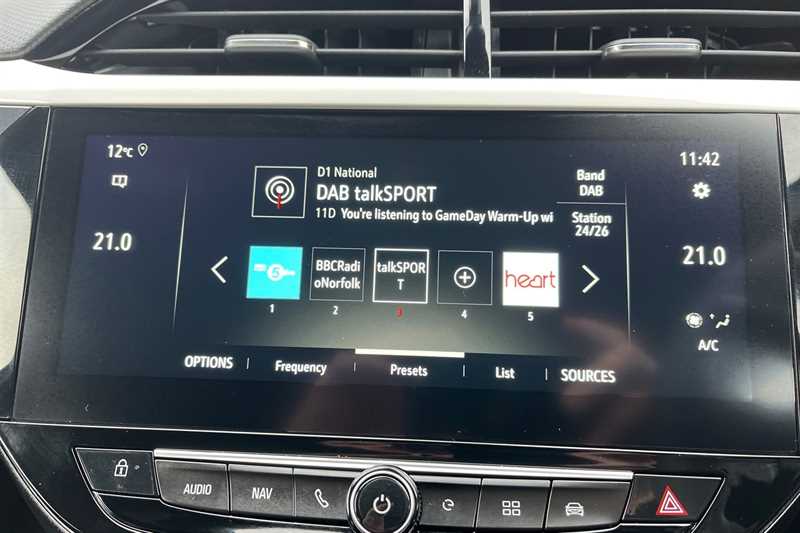 12°C
11:42
D1 National
DAB talkSPORT
11D You're listening to GameDay Warm-Up wi
Band
DAB
Station
24/26
21.0
21.0
5
BBCRadi
oNorfolk
talkSPOR
T
heart
1
2
3
4
5
A/C
OPTIONS
Frequency
Presets
List
SOURCES
AUDIO
NAV